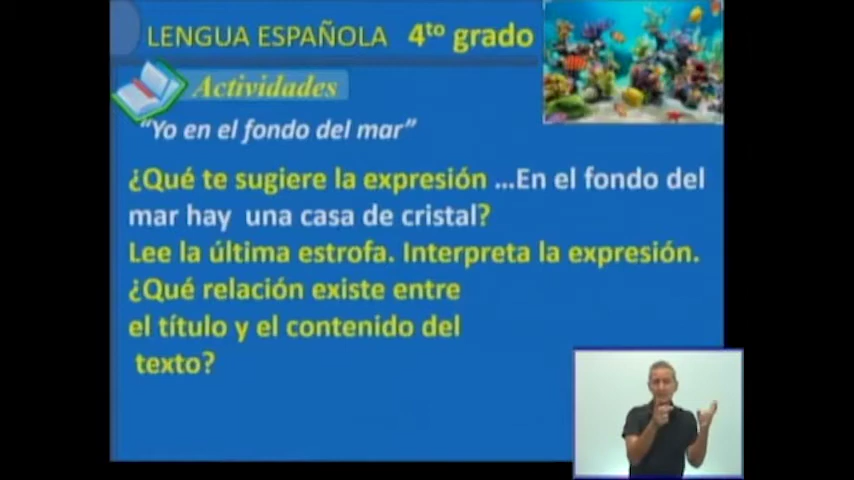 LENGUA ESPAÑOLA 4to grado
Actividades
"Yo en el fondo del mar"
¿Qué te sugiere la expresión ...En el fondo del
mar hay una casa de cristal?
Lee la última estrofa. Interpreta la expresión.
¿Qué relación existe entre
el título y el contenido del
texto?